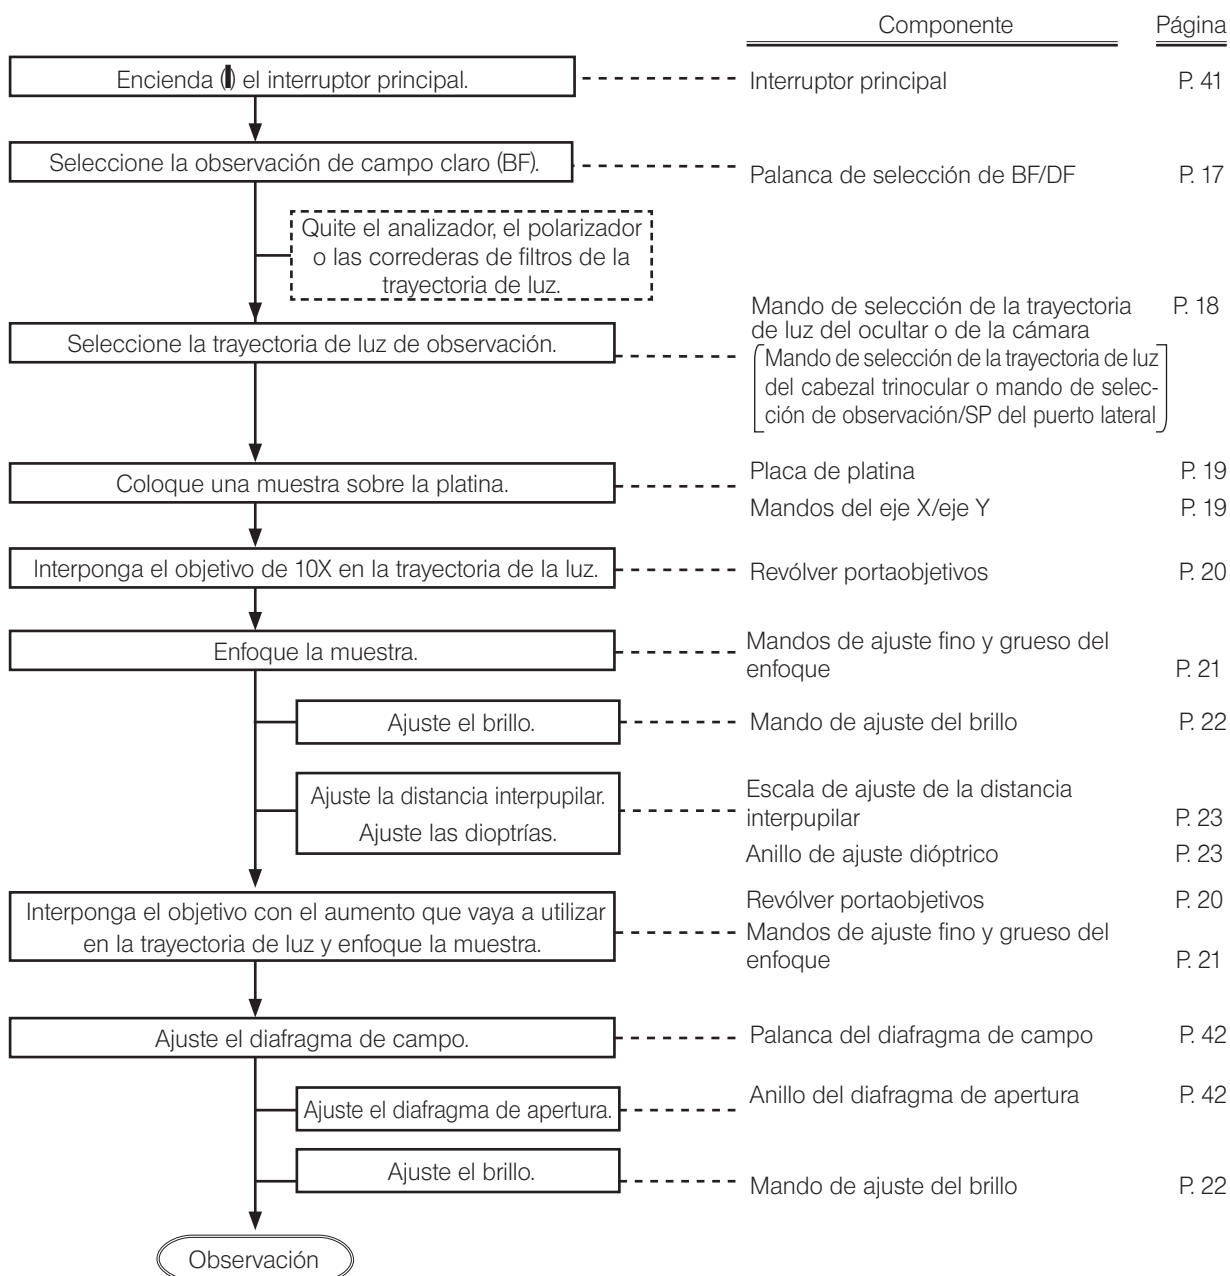 Componente Página
Encienda (I) el interruptor principal. Interruptor principal P. 41
Seleccione la observación de campo claro (BF). Palanca de selección de BF/DF P. 17
Quite el analizador, el polarizador
o las correderas de filtros de la
trayectoria de luz.
Seleccione la trayectoria de luz de observación.
Mando de selección de la trayectoria P. 18
de luz del ocultar o de la cámara
Mando de selección de la trayectoria de luz
del cabezal trinocular o mando de selec-
ción de observación/SP del puerto lateral
Coloque una muestra sobre la platina. Placa de platina P. 19
Mandos del eje X/eje Y P. 19
Interponga el objetivo de 10X en la trayectoria de la luz. Revólver portaobjetivos P. 20
Enfoque la muestra. Mandos de ajuste fino y grueso del
enfoque P. 21
Ajuste el brillo. Mando de ajuste del brillo P. 22
Ajuste la distancia interpupilar.
Ajuste las dioptrías.
Escala de ajuste de la distancia
interpupilar P. 23
Anillo de ajuste dióptrico P. 23
Interponga el objetivo con el aumento que vaya a utilizar
en la trayectoria de luz y enfoque la muestra.
Revólver portaobjetivos P. 20
Mandos de ajuste fino y grueso del
enfoque P. 21
Ajuste el diafragma de campo. Palanca del diafragma de campo P. 42
Ajuste el diafragma de apertura. Anillo del diafragma de apertura P. 42
Ajuste el brillo. Mando de ajuste del brillo P. 22
Observación